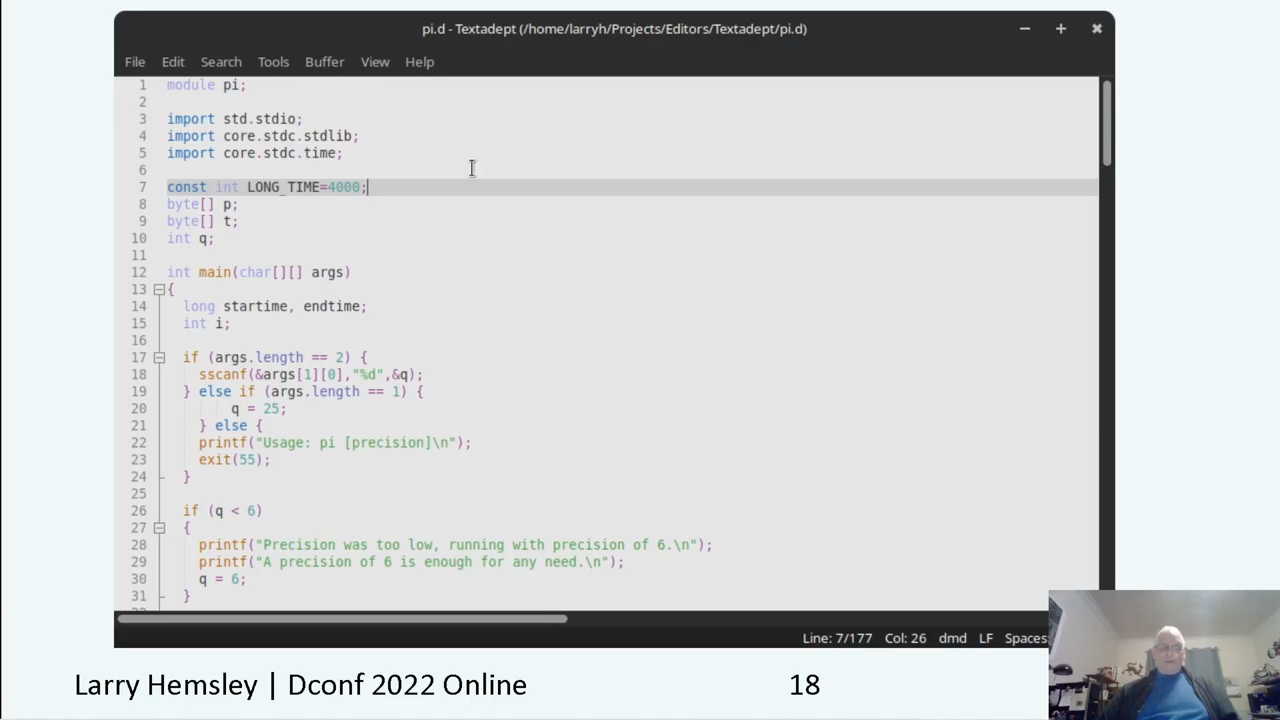 pi.d - Textadept (/home/larryh/Projects/Editors/Textadept/pi.d)
File Edit Search Tools Buffer View Help
1 module pi;
2
3 import std.stdio;
4 import core.stdc.stdlib;
5 import core.stdc.time;
6
7 const int LONG_TIME=4000;
8 byte[] p;
9 byte[] t;
10 int q;
11
12 int main(char[][] args)
13 {
14   long startime, endtime;
15   int i;
16
17   if (args.length == 2) {
18     sscanf(&args[1][0],"%d",&q);
19   } else if (args.length == 1) {
20         q = 25;
21     } else {
22     printf("Usage: pi [precision]\n");
23     exit(55);
24   }
25
26   if (q < 6)
27   {
28     printf("Precision was too low, running with precision of 6.\n");
29     printf("A precision of 6 is enough for any need.\n");
30     q = 6;
31   }
Line: 7/177 Col: 26 dmd LF Spaces:
Larry Hemsley | Dconf 2022 Online
18